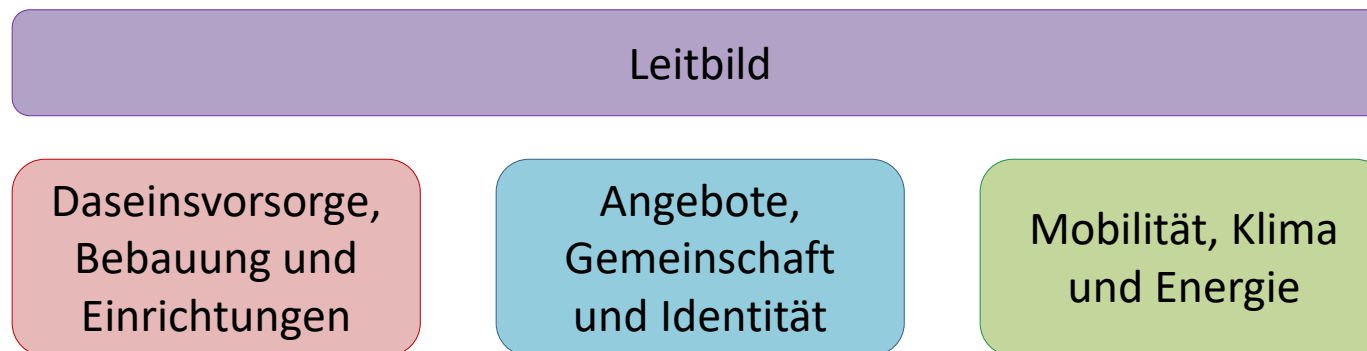 Leitbild
Daseinsvorsorge,
Bebauung und
Einrichtungen
Angebote,
Gemeinschaft
und Identität
Mobilität, Klima
und Energie